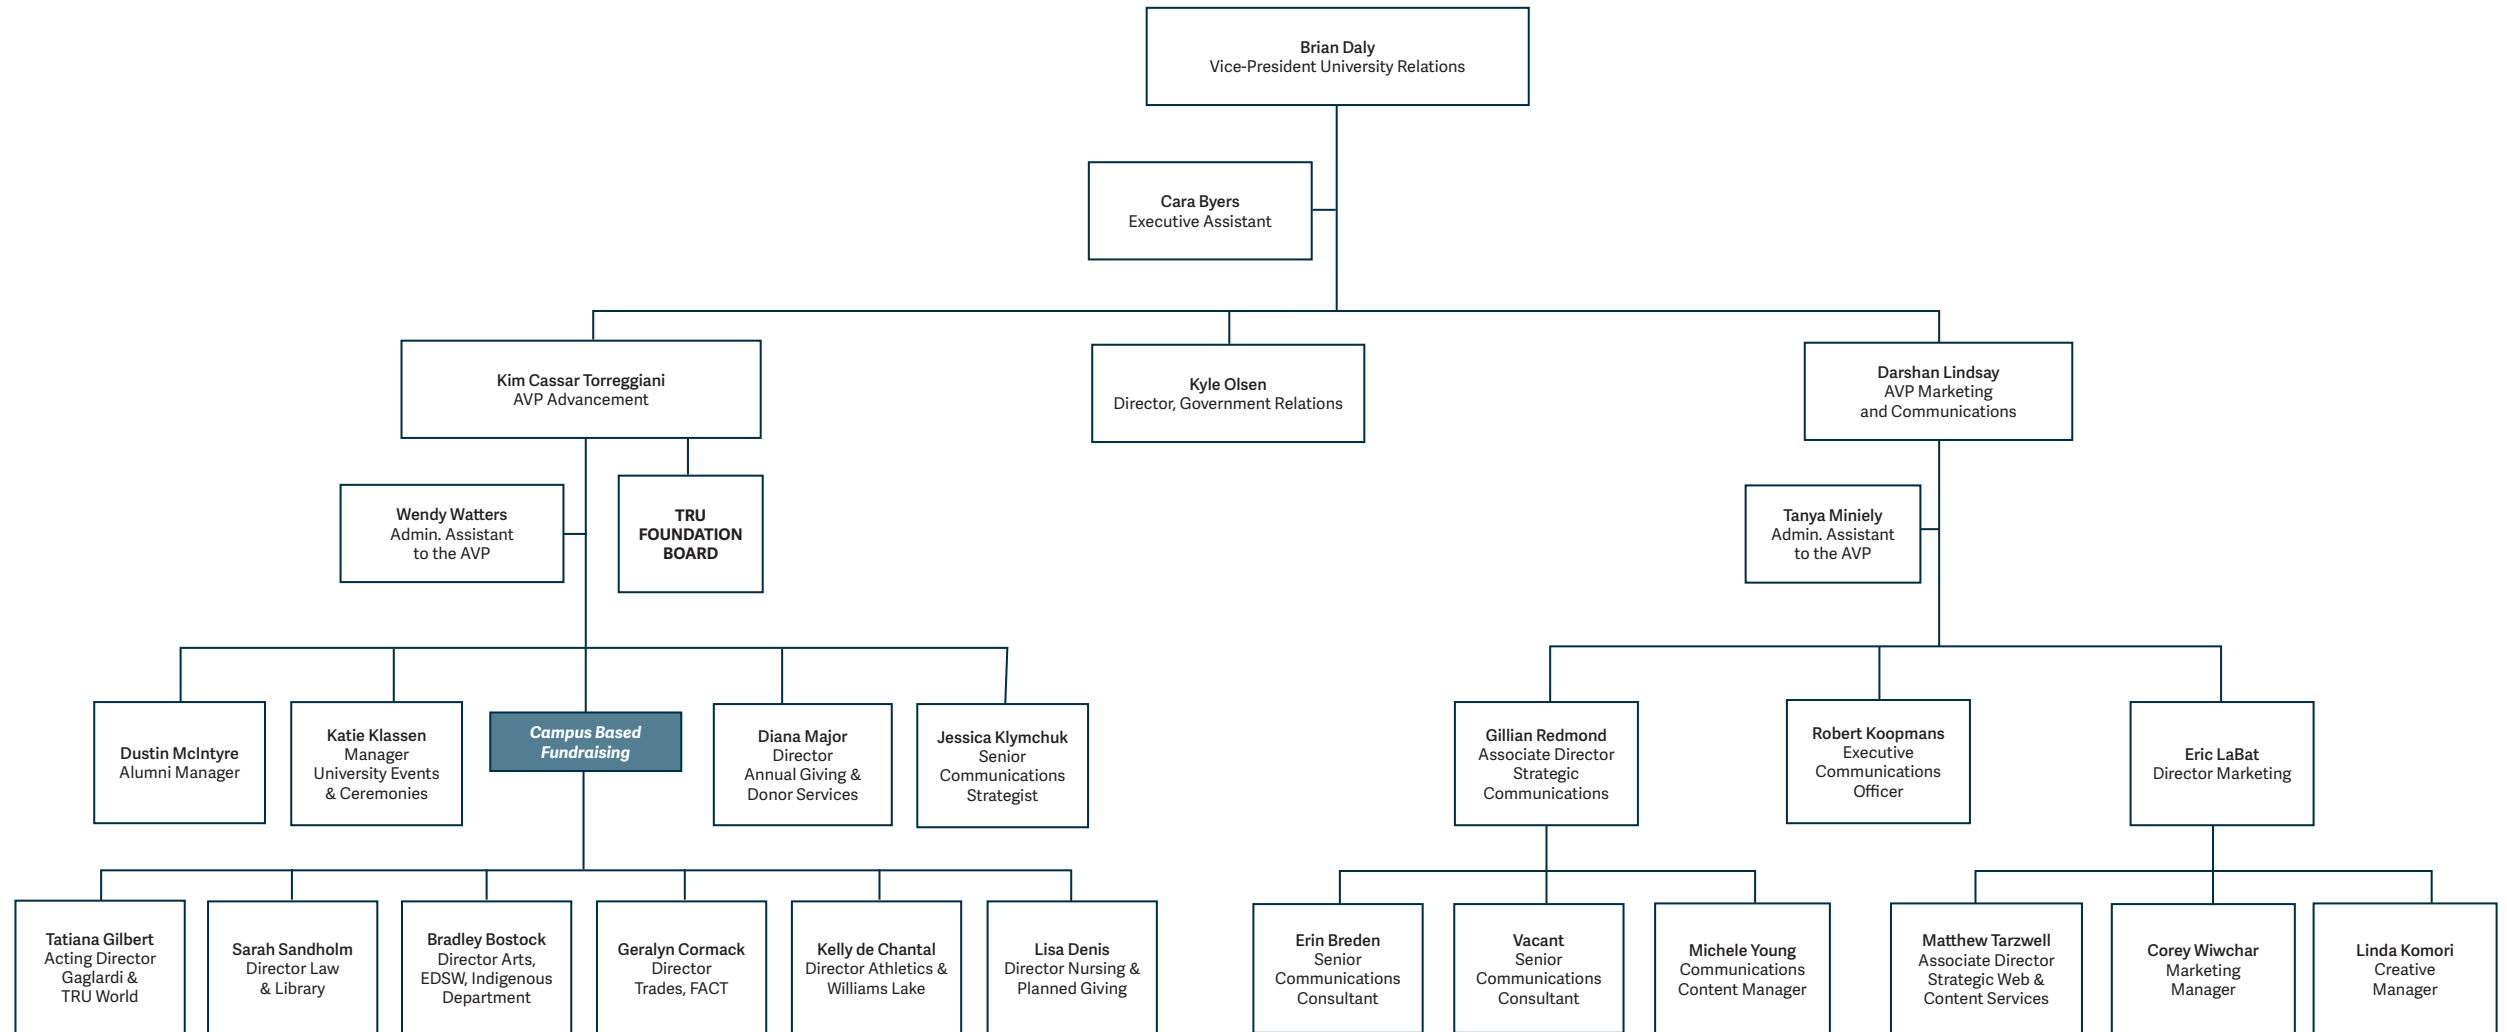 Brian Daly
Vice-President University Relations
Cara Byers
Executive Assistant
Kim Cassar Torreggiani
AVP Advancement
Kyle Olsen
Director, Government Relations
Darshan Lindsay
AVP Marketing
and Communications
Wendy Watters
Admin. Assistant
to the AVP
TRU
FOUNDATION
BOARD
Tanya Miniely
Admin. Assistant
to the AVP
Dustin McIntyre
Alumni Manager
Katie Klassen
Manager
University Events
& Ceremonies
Campus Based
Fundraising
Diana Major
Director
Annual Giving &
Donor Services
Jessica Klymchuk
Senior
Communications
Strategist
Gillian Redmond
Associate Director
Strategic
Communications
Robert Koopmans
Executive
Communications
Officer
Eric LaBat
Director Marketing
Tatiana Gilbert
Acting Director
Gaglardi &
TRU World
Sarah Sandholm
Director Law
& Library
Bradley Bostock
Director Arts,
EDSW, Indigenous
Department
Geralyn Cormack
Director
Trades, FACT
Kelly de Chantal
Director Athletics &
Williams Lake
Lisa Denis
Director Nursing &
Planned Giving
Erin Breden
Senior
Communications
Consultant
Vacant
Senior
Communications
Consultant
Michele Young
Communications
Content Manager
Matthew Tarzwell
Associate Director
Strategic Web &
Content Services
Corey Wiwchar
Marketing
Manager
Linda Komori
Creative
Manager